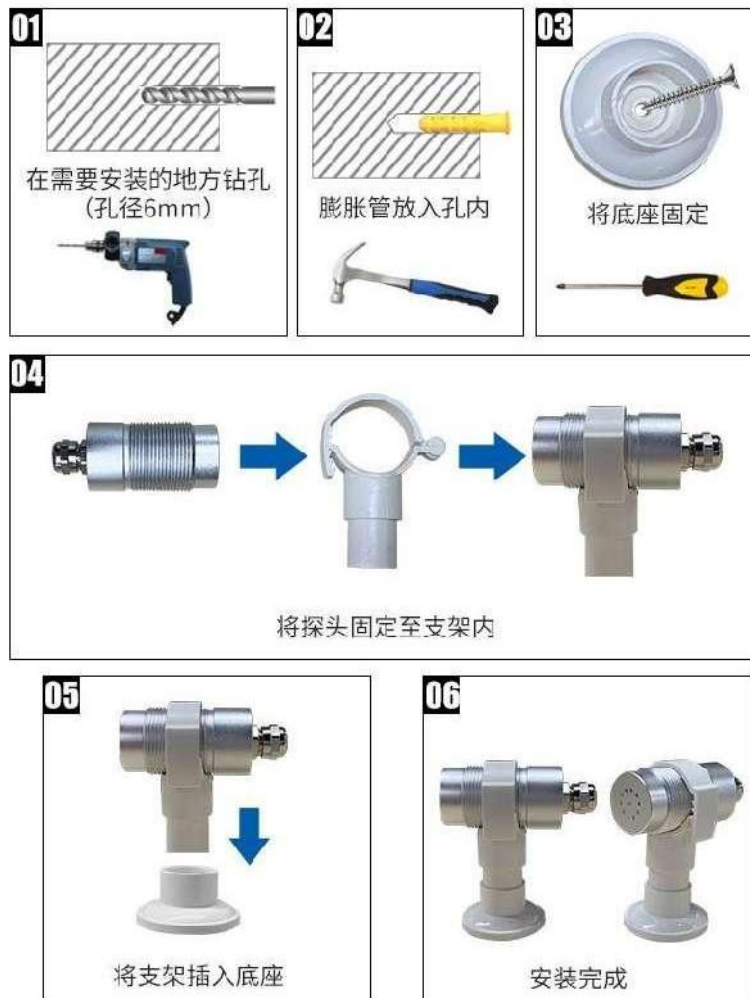 01
02
03
在需要安装的地方钻孔
（孔径6mm）
膨胀管放入孔内
将底座固定
04
将探头固定至支架内
05
06
将支架插入底座
安装完成